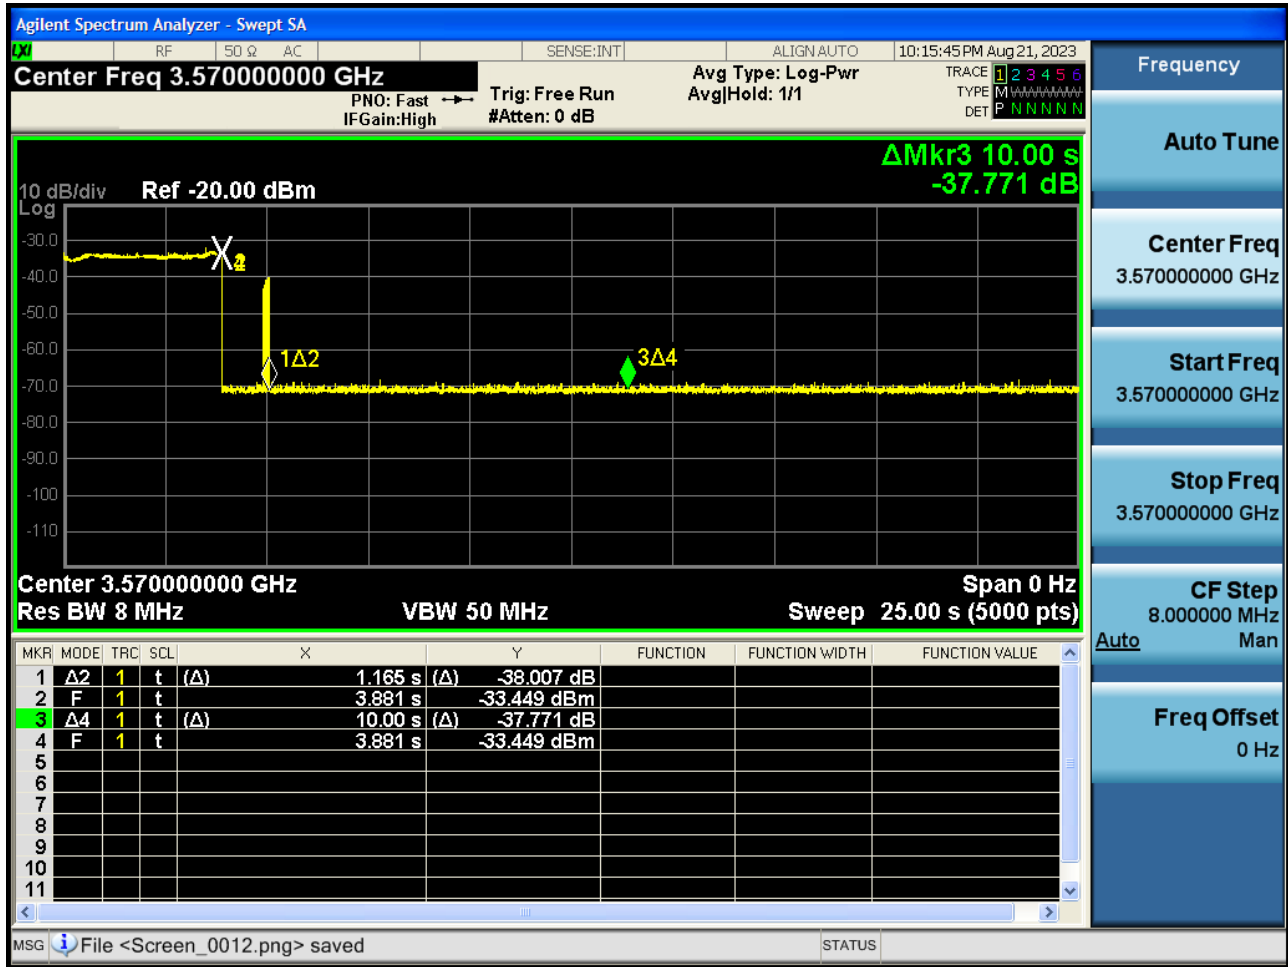 Agilent Spectrum Analyzer - Swept SA
LXI RF 50 Ω AC SENSE:INT ALIGN AUTO 10:15:45 PM Aug 21, 2023
Center Freq 3.570000000 GHz
PNO: Fast
IFGain:High
Trig: Free Run
#Atten: 0 dB
Avg Type: Log-Pwr
Avg|Hold: 1/1
TRACE 1 2 3 4 5 6
TYPE M
DET P N N N N N
ΔMkr3 10.00 s
-37.771 dB
10 dB/div Ref -20.00 dBm
Log
-30.0
-40.0
-50.0
-60.0
-70.0
-80.0
-90.0
-100
-110
1Δ2
3Δ4
Center 3.570000000 GHz Span 0 Hz
Res BW 8 MHz VBW 50 MHz Sweep 25.00 s (5000 pts)
MKR MODE TRC SCL X Y FUNCTION FUNCTION WIDTH FUNCTION VALUE
1 Δ2 1 t (Δ) 1.165 s (Δ) -38.007 dB
2 F 1 t 3.881 s -33.449 dBm
3 Δ4 1 t (Δ) 10.00 s (Δ) -37.771 dB
4 F 1 t 3.881 s -33.449 dBm
5
6
7
8
9
10
11
MSG File <Screen_0012.png> saved STATUS
Frequency
Auto Tune
Center Freq
3.570000000 GHz
Start Freq
3.570000000 GHz
Stop Freq
3.570000000 GHz
CF Step
8.000000 MHz
Auto Man
Freq Offset
0 Hz